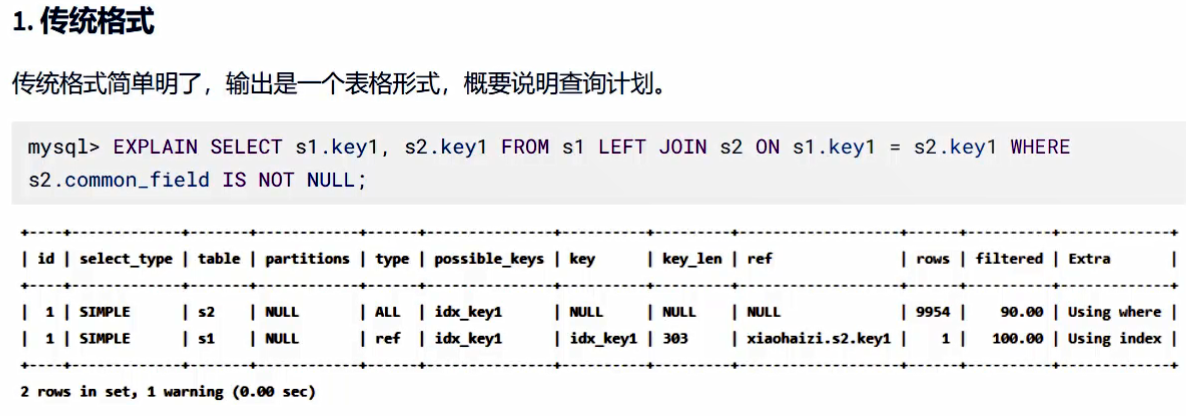 1. 传统格式
传统格式简单明了，输出是一个表格形式，概要说明查询计划。
mysql> EXPLAIN SELECT s1.key1, s2.key1 FROM s1 LEFT JOIN s2 ON s1.key1 = s2.key1 WHERE
s2.common_field IS NOT NULL;
+----+-------------+-------+------------+------+---------------+----------+---------+-------------------+------+----------+-------------+
| id | select_type | table | partitions | type | possible_keys | key | key_len | ref | rows | filtered | Extra |
+----+-------------+-------+------------+------+---------------+----------+---------+-------------------+------+----------+-------------+
| 1 | SIMPLE | s2 | NULL | ALL | idx_key1 | NULL | NULL | NULL | 9954 | 90.00 | Using where |
| 1 | SIMPLE | s1 | NULL | ref | idx_key1 | idx_key1 | 303 | xiaohaizi.s2.key1 | 1 | 100.00 | Using index |
+----+-------------+-------+------------+------+---------------+----------+---------+-------------------+------+----------+-------------+
2 rows in set, 1 warning (0.00 sec)